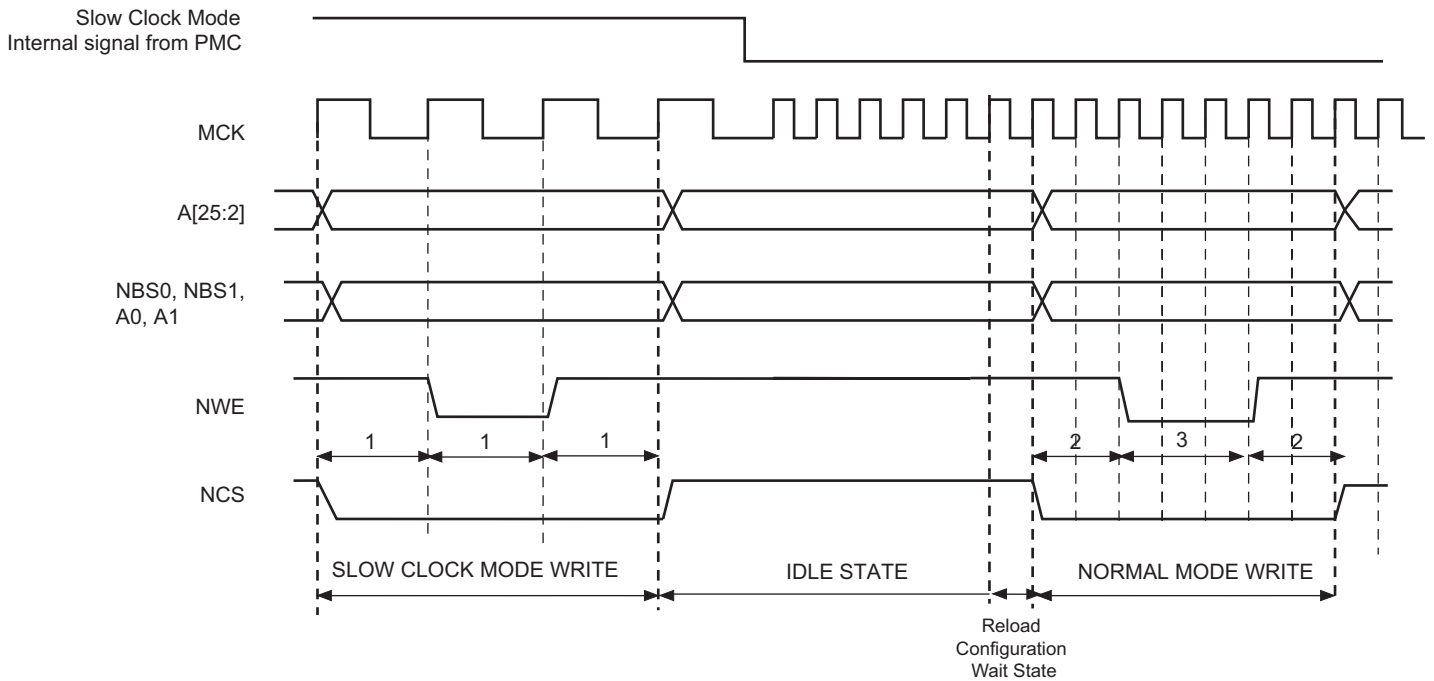 Slow Clock Mode
Internal signal from PMC
MCK
A[25:2]
NBS0, NBS1,
A0, A1
NWE
1 1 1 2 3 2
NCS
SLOW CLOCK MODE WRITE IDLE STATE NORMAL MODE WRITE
Reload
Configuration
Wait State